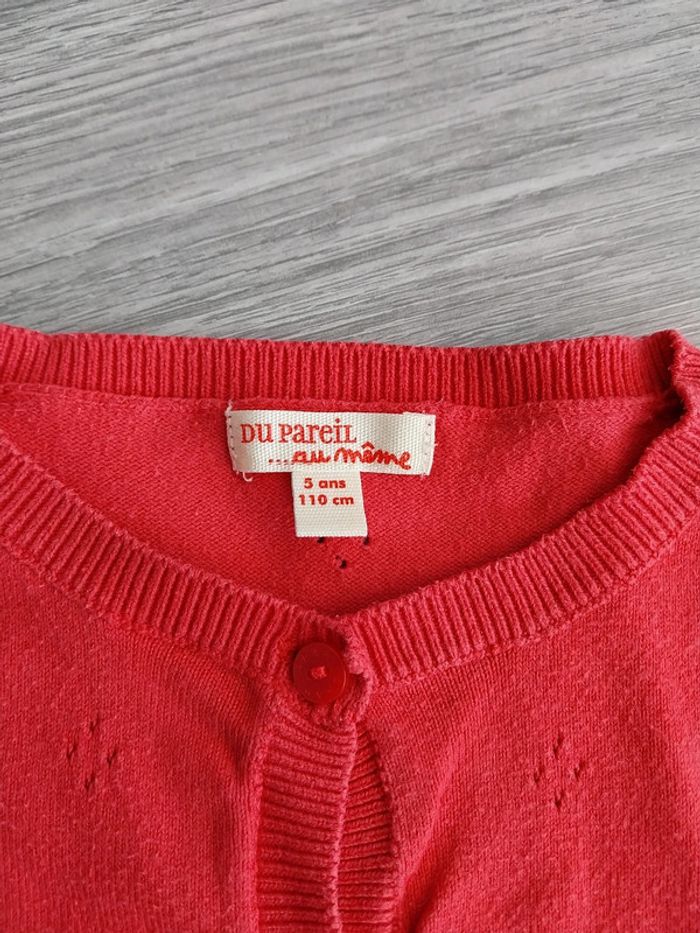 DU PAREIL
...au même
5 ans
110 cm